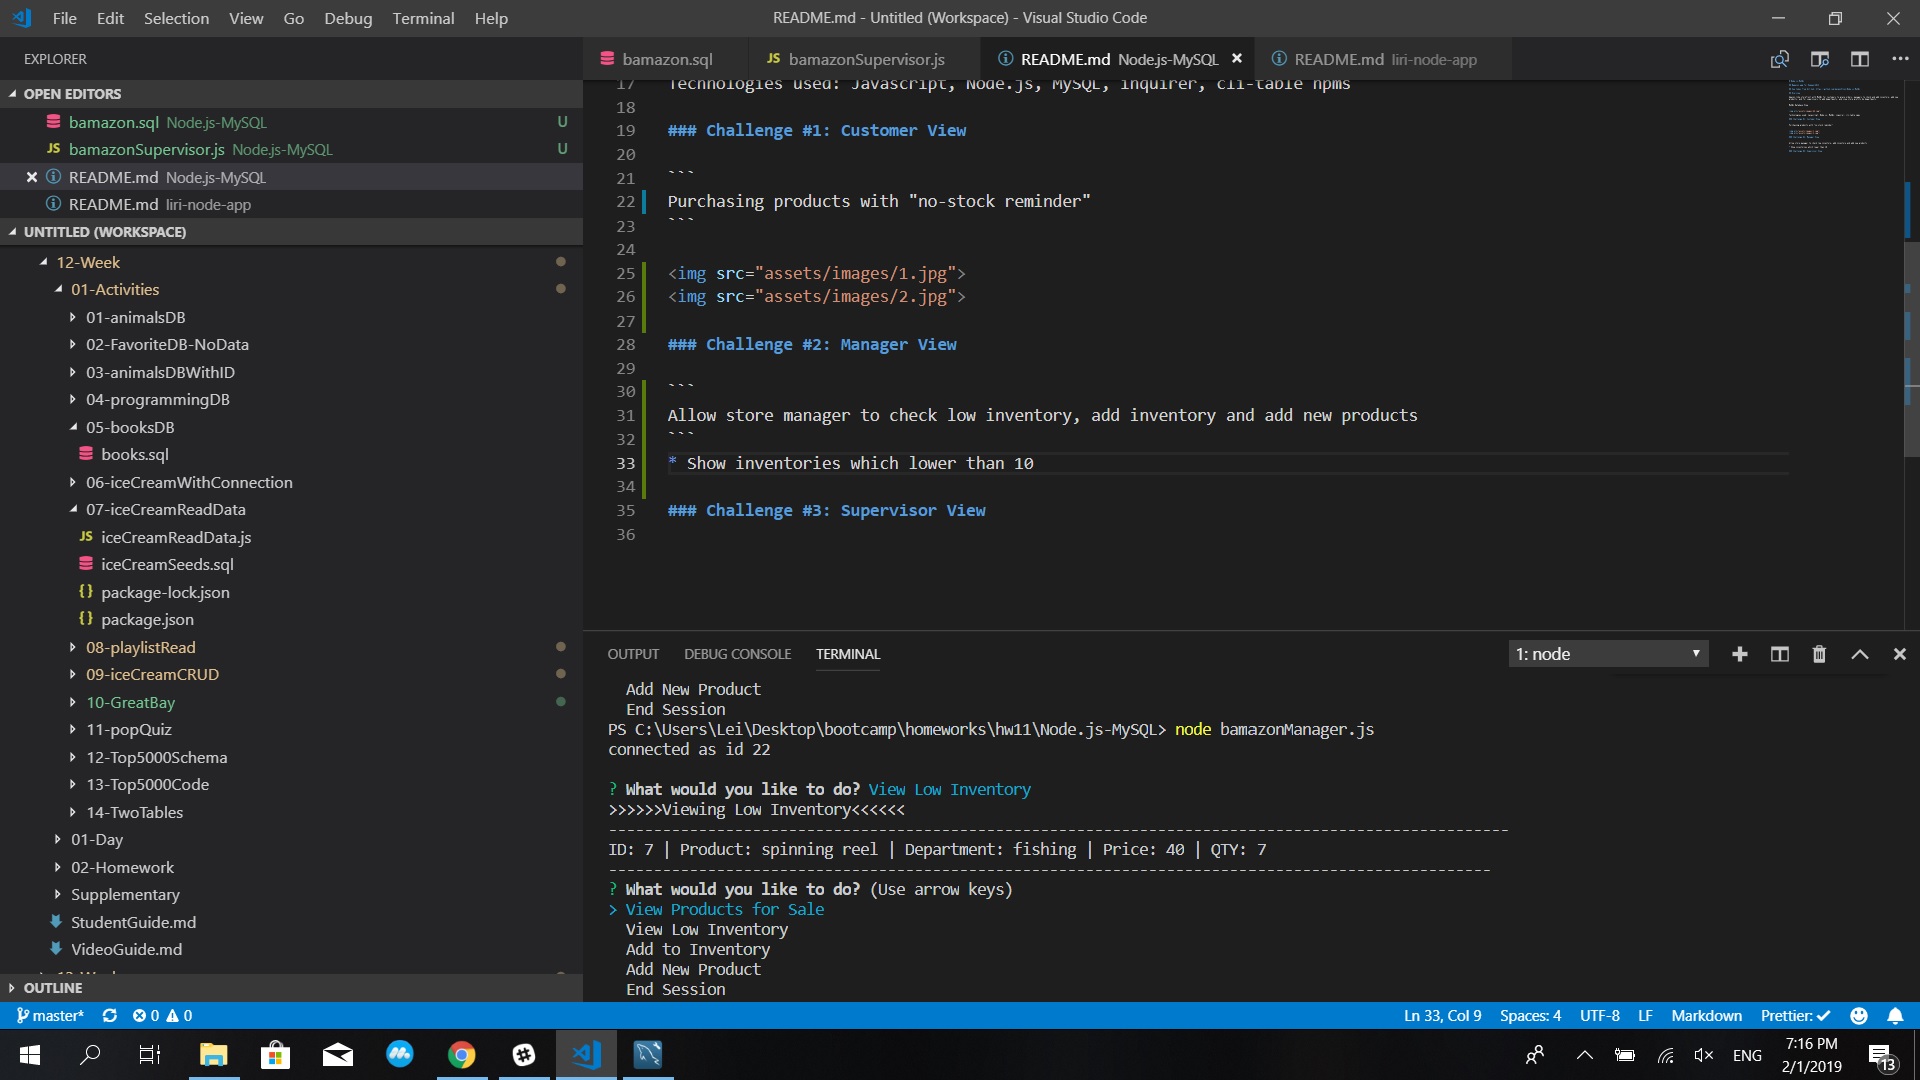 File Edit Selection View Go Debug Terminal Help
README.md - Untitled (Workspace) - Visual Studio Code
EXPLORER
OPEN EDITORS
bamazon.sql Node.js-MySQL U
JS bamazonSupervisor.js Node.js-MySQL U
README.md Node.js-MySQL
README.md liri-node-app
UNTITLED (WORKSPACE)
12-Week
01-Activities
01-animalsDB
02-FavoriteDB-NoData
03-animalsDBWithID
04-programmingDB
05-booksDB
books.sql
06-iceCreamWithConnection
07-iceCreamReadData
JS iceCreamReadData.js
iceCreamSeeds.sql
{} package-lock.json
{} package.json
08-playlistRead
09-iceCreamCRUD
10-GreatBay
11-popQuiz
12-Top5000Schema
13-Top5000Code
14-TwoTables
01-Day
02-Homework
Supplementary
StudentGuide.md
VideoGuide.md
OUTLINE
bamazon.sql JS bamazonSupervisor.js README.md Node.js-MySQL README.md liri-node-app
17 Technologies used: Javascript, Node.js, MySQL, inquirer, cli-table npms
18
19 ### Challenge #1: Customer View
20
21 ```
22 Purchasing products with "no-stock reminder"
23 ```
24
25 <img src="assets/images/1.jpg">
26 <img src="assets/images/2.jpg">
27
28 ### Challenge #2: Manager View
29
30 ```
31 Allow store manager to check low inventory, add inventory and add new products
32 ```
33 * Show inventories which lower than 10
34
35 ### Challenge #3: Supervisor View
36
OUTPUT DEBUG CONSOLE TERMINAL 1: node
Add New Product
End Session
PS C:\Users\Lei\Desktop\bootcamp\homeworks\hw11\Node.js-MySQL> node bamazonManager.js
connected as id 22
? What would you like to do? View Low Inventory
>>>>>>Viewing Low Inventory<<<<<<
----------------------------------------------------------------------------------------------------
ID: 7 | Product: spinning reel | Department: fishing | Price: 40 | QTY: 7
--------------------------------------------------------------------------------------------------
? What would you like to do? (Use arrow keys)
> View Products for Sale
View Low Inventory
Add to Inventory
Add New Product
End Session
master* 0 0 Ln 33, Col 9 Spaces: 4 UTF-8 LF Markdown Prettier: ✓
ENG
7:16 PM
2/1/2019
13